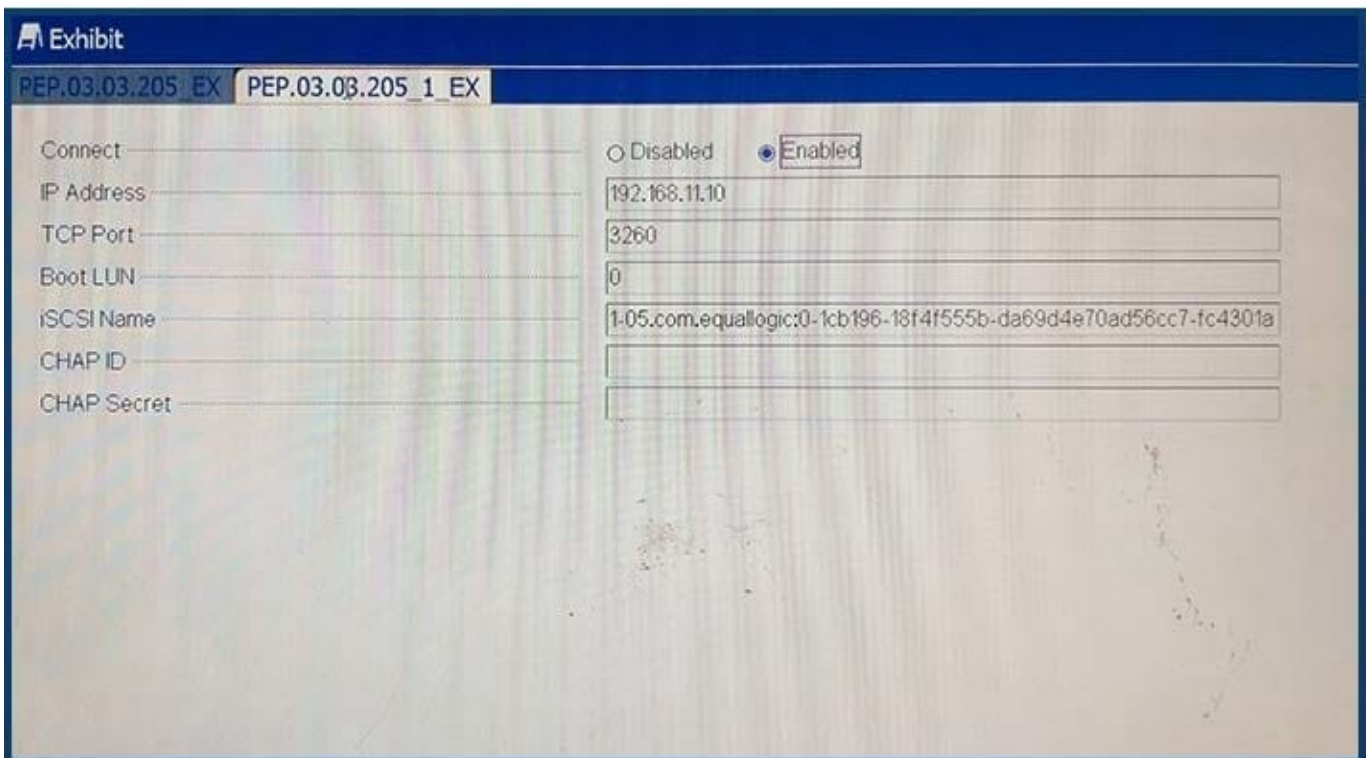 Exhibit
PEP.03.03.205_EX PEP.03.03.205_1_EX
Connect Disabled Enabled
IP Address 192.168.11.10
TCP Port 3260
Boot LUN 0
iSCSI Name 1-05.com.equallogic:0-1cb196-18f4f555b-da69d4e70ad56cc7-fc4301a
CHAP ID
CHAP Secret